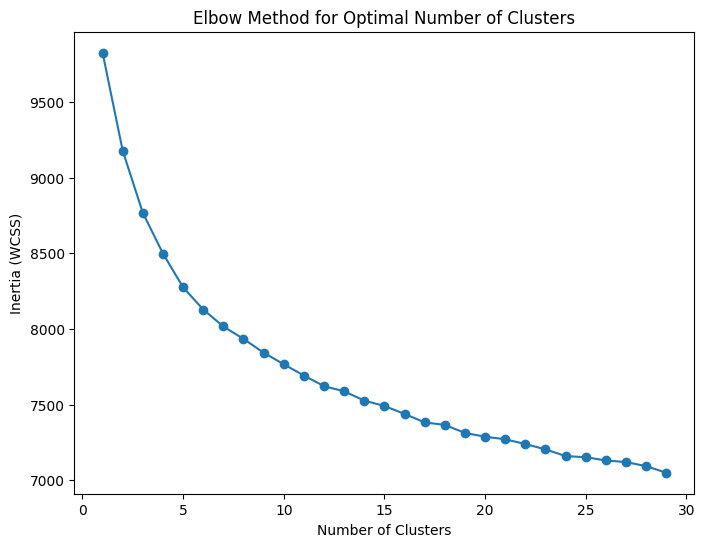 Elbow Method for Optimal Number of Clusters
9500
9000
8500
8000
7500
7000
Inertia (WCSS)
0 5 10 15 20 25 30
Number of Clusters